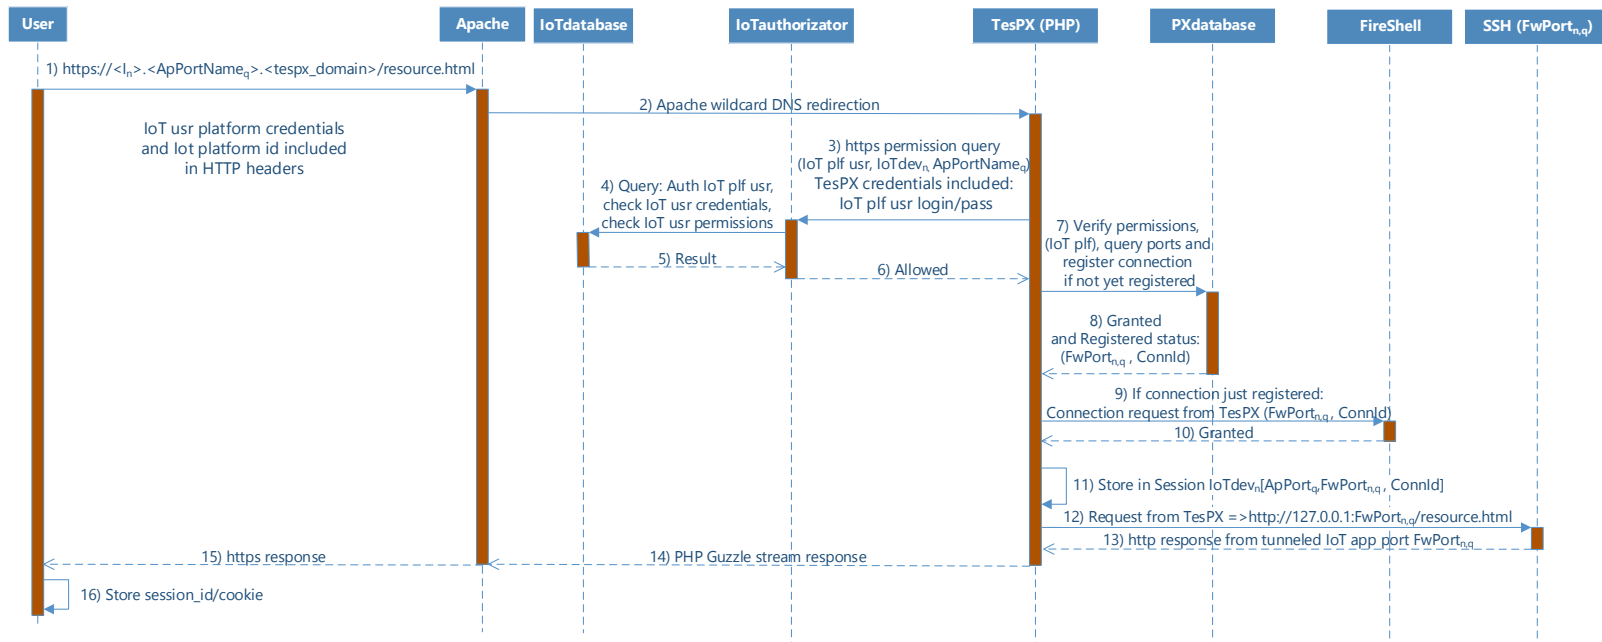 User
Apache
IoTdatabase
IoTauthorizator
TesPX (PHP)
PXdatabase
FireShell
SSH (FwPortn,q)
1) https://<In>.<ApPortNameq>.<tespx_domain>/resource.html
2) Apache wildcard DNS redirection
IoT usr platform credentials
and Iot platform id included
in HTTP headers
3) https permission query
(IoT plf usr, IoTdevn, ApPortNameq)
TesPX credentials included:
IoT plf usr login/pass
4) Query: Auth IoT plf usr,
check IoT usr credentials,
check IoT usr permissions
5) Result
6) Allowed
7) Verify permissions,
(IoT plf), query ports and
register connection
if not yet registered
8) Granted
and Registered status:
(FwPortn,q , ConnId)
9) If connection just registered:
Connection request from TesPX (FwPortn,q , ConnId)
10) Granted
11) Store in Session IoTdevn[ApPortq,FwPortn,q , ConnId]
12) Request from TesPX =>http://127.0.0.1:FwPortn,q/resource.html
13) http response from tunneled IoT app port FwPortn,q
14) PHP Guzzle stream response
15) https response
16) Store session_id/cookie